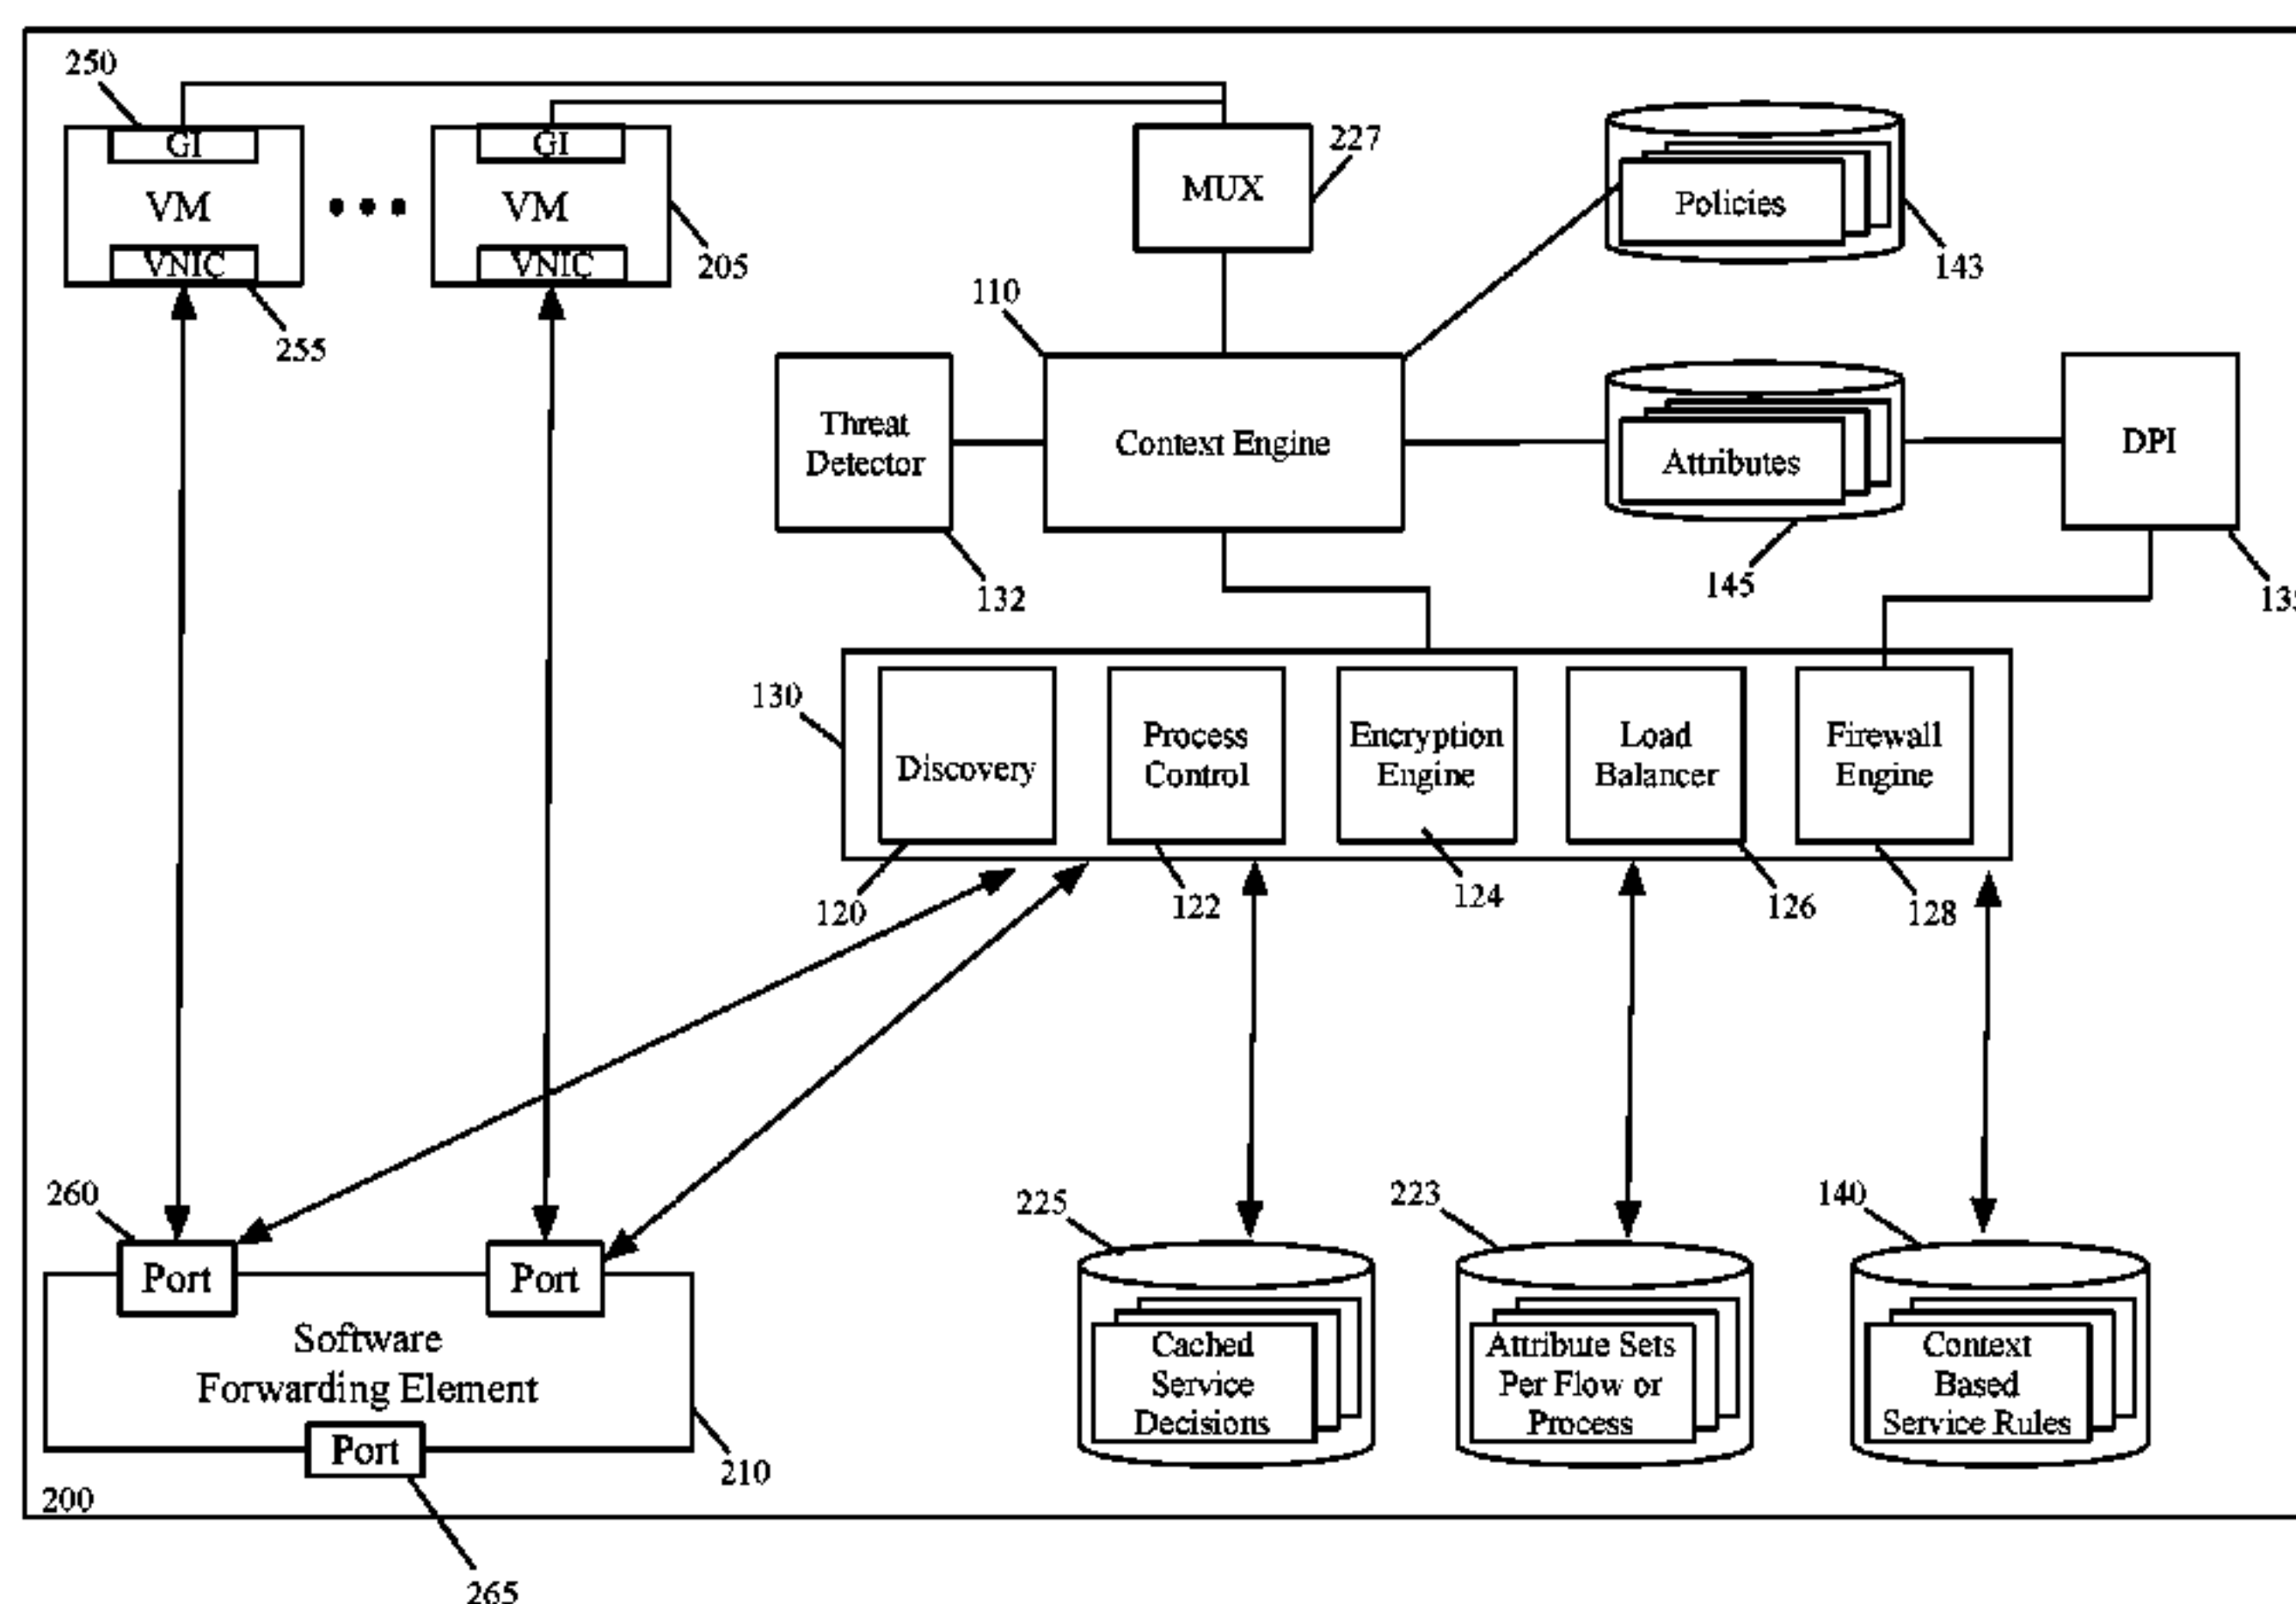 250
GI
VM
VNIC
255
GI
VM
VNIC
205
MUX
227
Policies
143
110
Threat
Detector
132
Context Engine
Attributes
145
DPI
130
Discovery
120
Process
Control
122
Encryption
Engine
124
Load
Balancer
126
Firewall
Engine
128
260
Port
Port
Software
Forwarding Element
Port
210
200
265
225
Cached
Service
Decisions
223
Attribute Sets
Per Flow or
Process
140
Context
Based
Service Rules